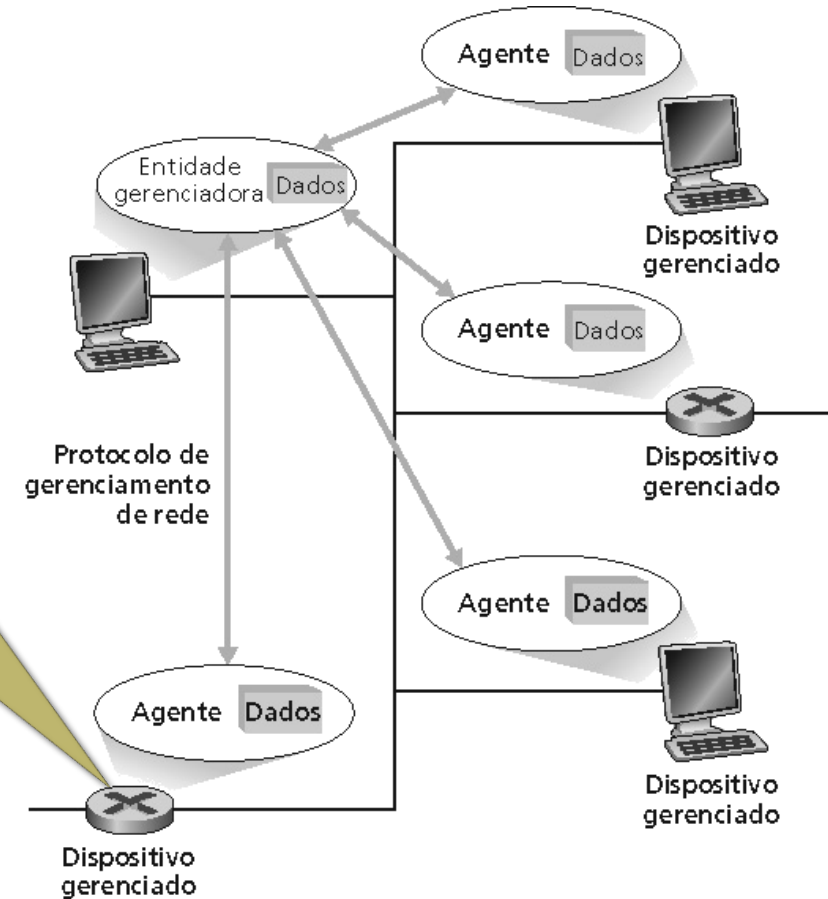 Agente Dados
Entidade
gerenciadora Dados
Dispositivo
gerenciado
Agente Dados
Dispositivo
gerenciado
Protocolo de
gerenciamento
de rede
Agente Dados
Agente Dados
Dispositivo
gerenciado
Dispositivo
gerenciado